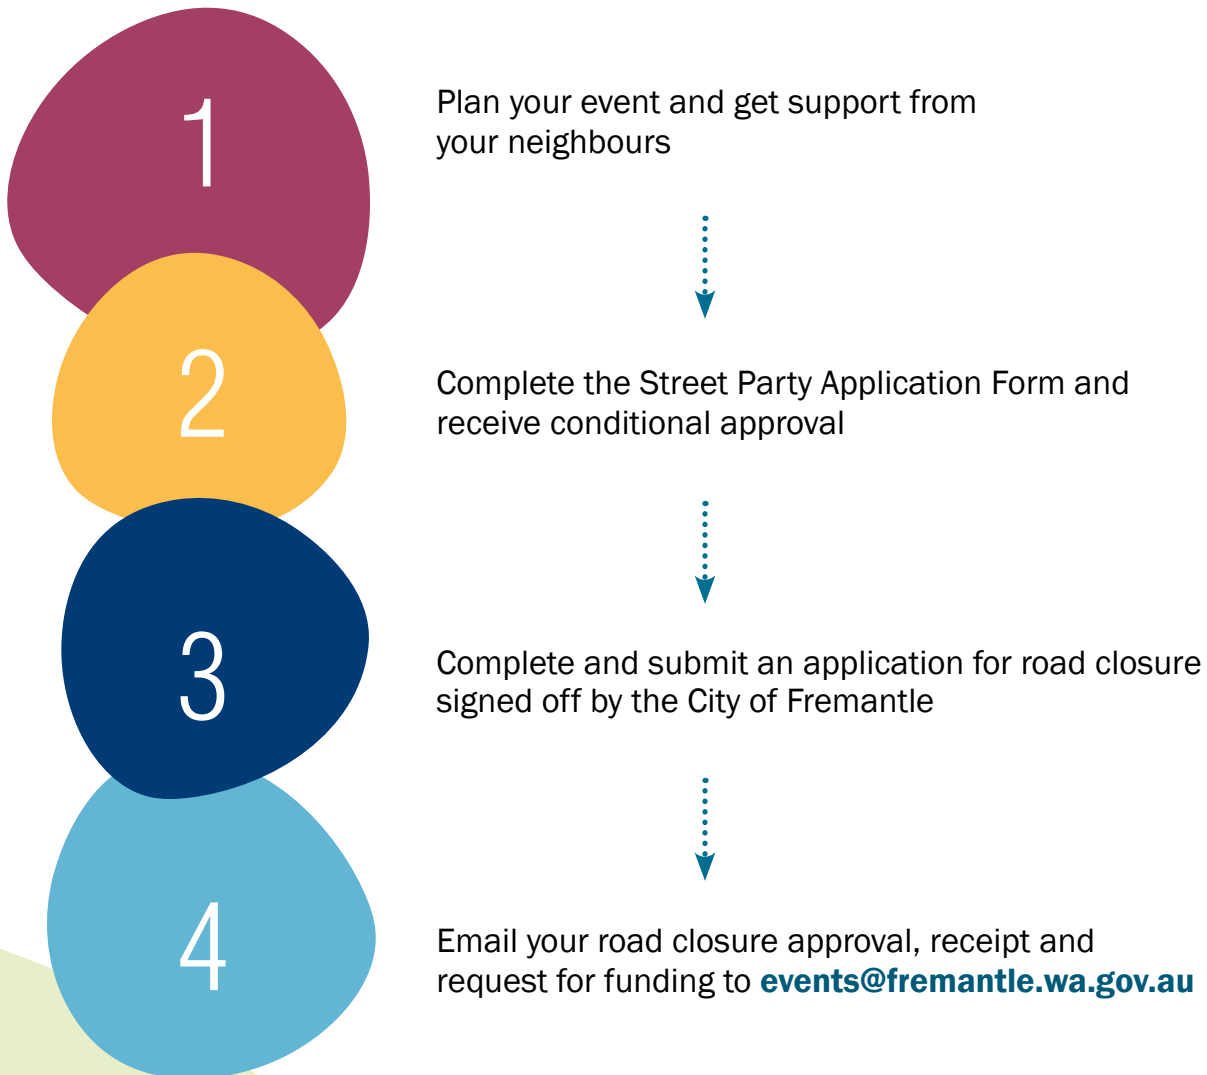 1
Plan your event and get support from
your neighbours
2
Complete the Street Party Application Form and
receive conditional approval
3
Complete and submit an application for road closure
signed off by the City of Fremantle
4
Email your road closure approval, receipt and
request for funding to events@fremantle.wa.gov.au